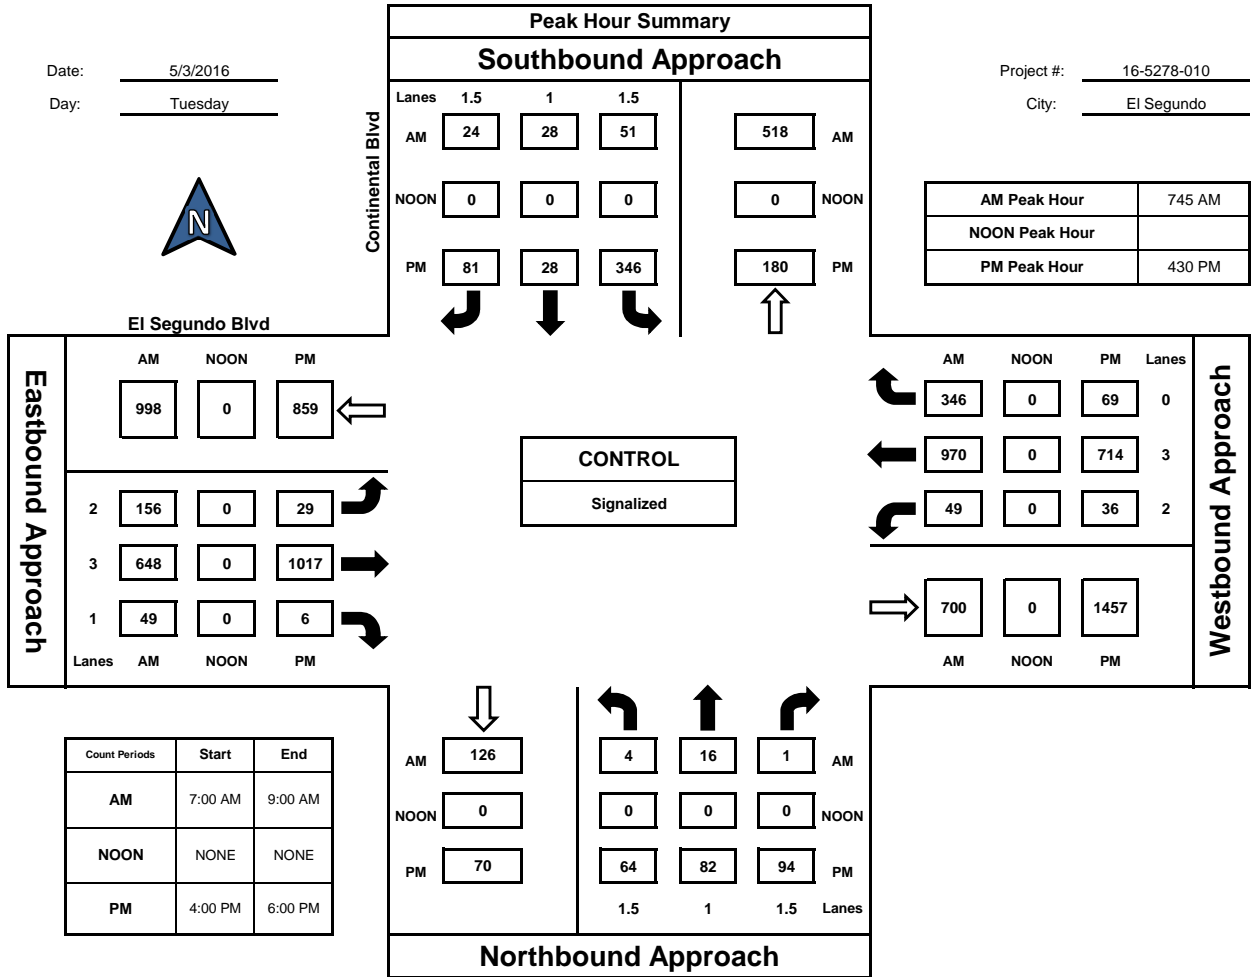 Peak Hour Summary
Southbound Approach
Date: 5/3/2016
Day: Tuesday
Project #: 16-5278-010
City: El Segundo
N
Continental Blvd
Lanes 1.5 1 1.5
AM 24 28 51 518 AM
NOON 0 0 0 0 NOON
PM 81 28 346 180 PM
AM Peak Hour 745 AM
NOON Peak Hour
PM Peak Hour 430 PM
El Segundo Blvd
Eastbound Approach
AM NOON PM
998 0 859
2 156 0 29
3 648 0 1017
1 49 0 6
Lanes AM NOON PM
CONTROL
Signalized
AM NOON PM Lanes
346 0 69 0
970 0 714 3
49 0 36 2
700 0 1457
AM NOON PM
Westbound Approach
Count Periods Start End
AM 7:00 AM 9:00 AM
NOON NONE NONE
PM 4:00 PM 6:00 PM
AM 126 4 16 1 AM
NOON 0 0 0 0 NOON
PM 70 64 82 94 PM
1.5 1 1.5 Lanes
Northbound Approach